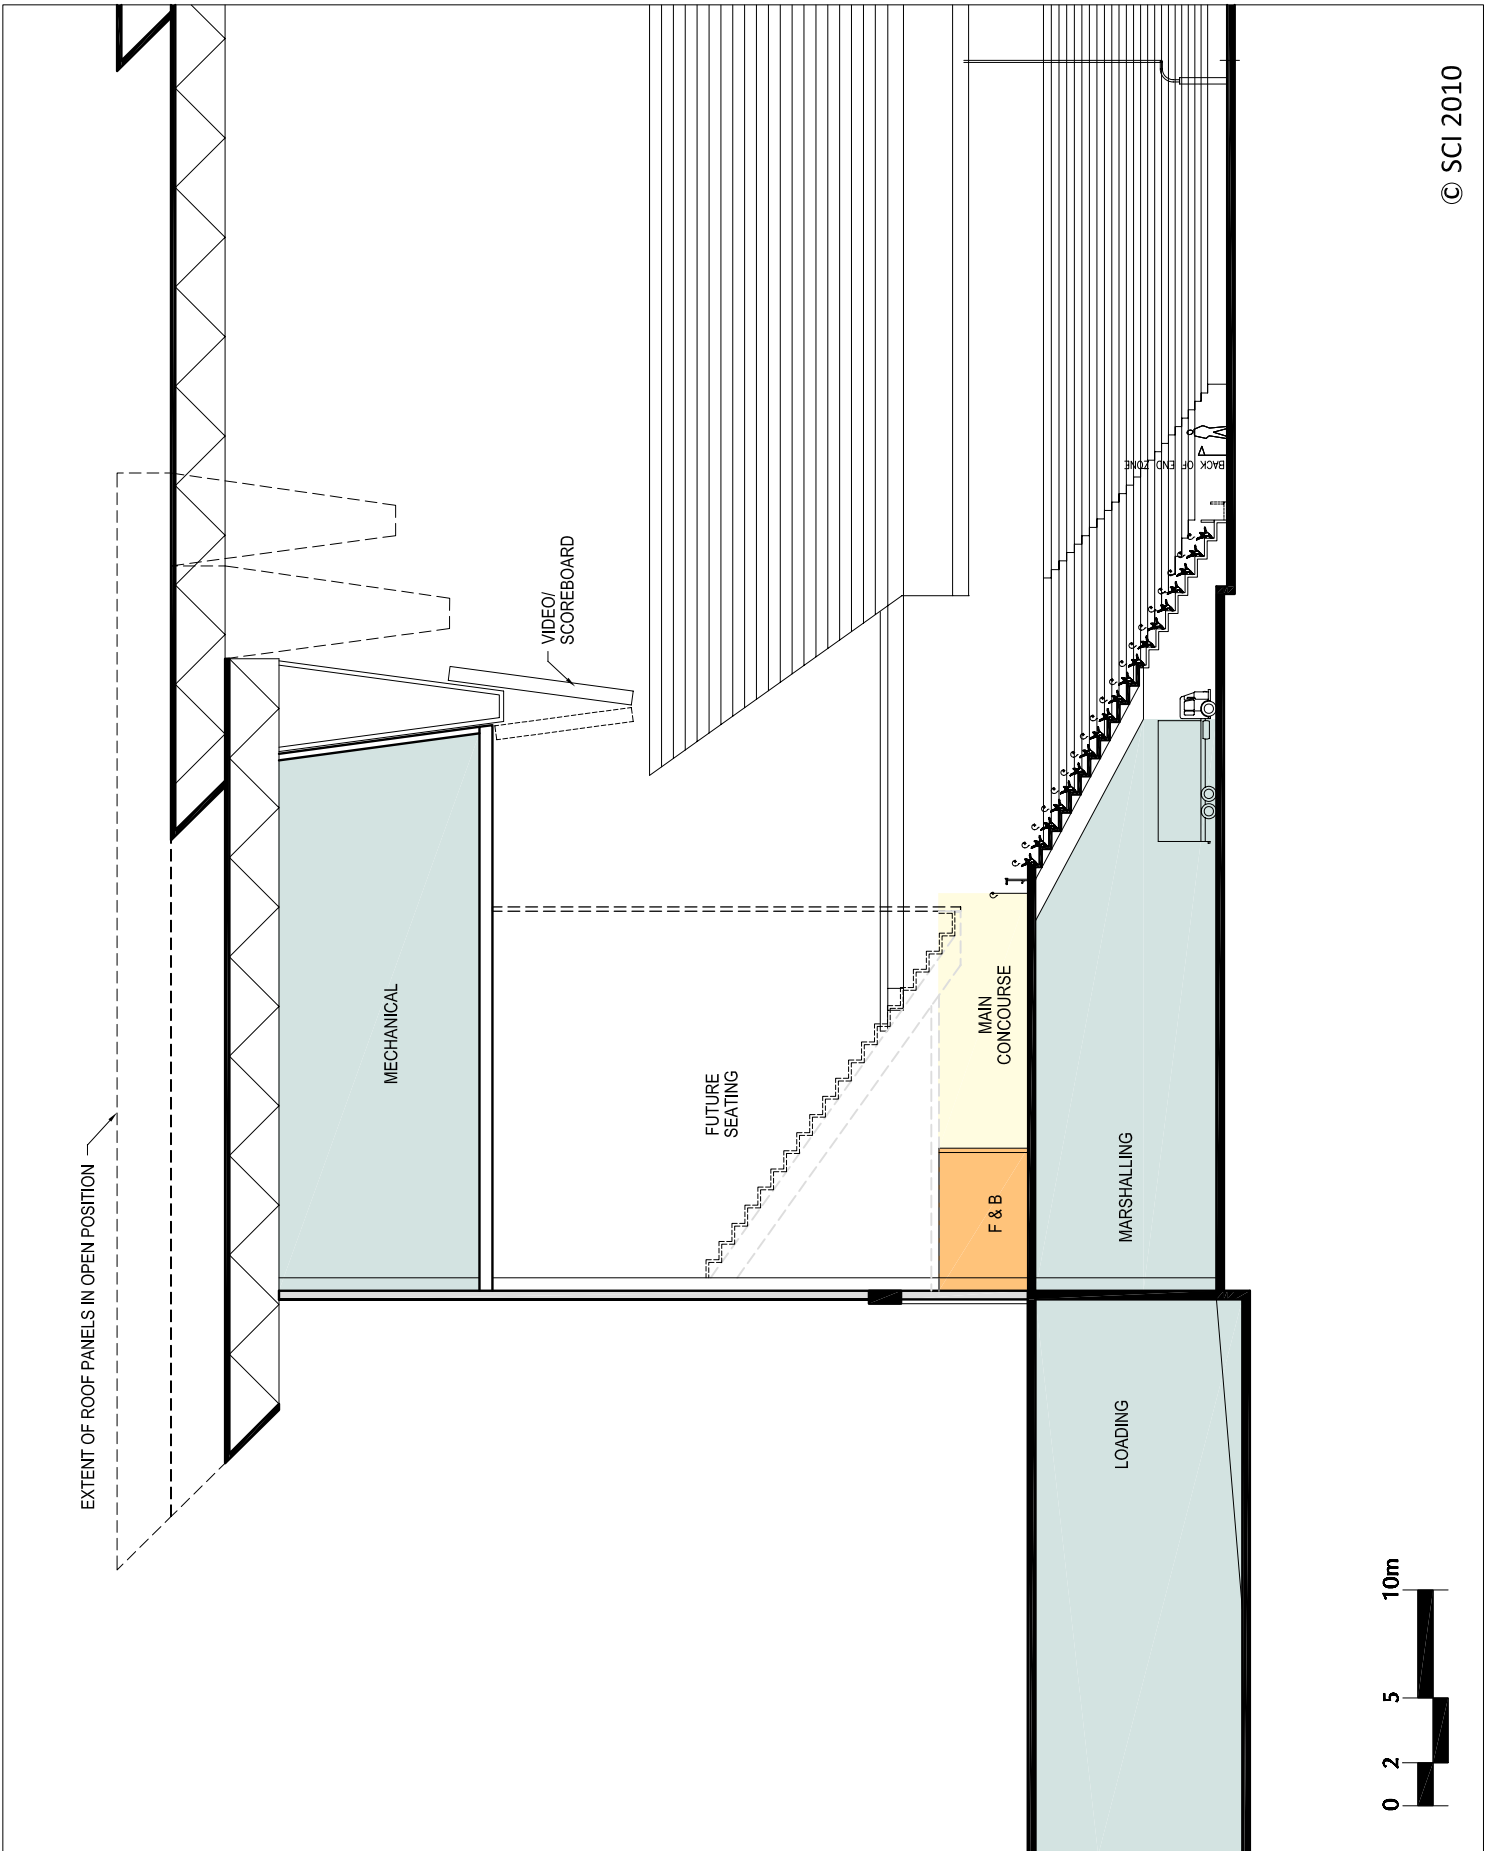 EXTENT OF ROOF PANELS IN OPEN POSITION
MECHANICAL
VIDEO/
SCOREBOARD
FUTURE
SEATING
MAIN
CONCOURSE
F & B
BACK OF END ZONE
MARSHALLING
LOADING
0 2 5 10m
© SCI 2010